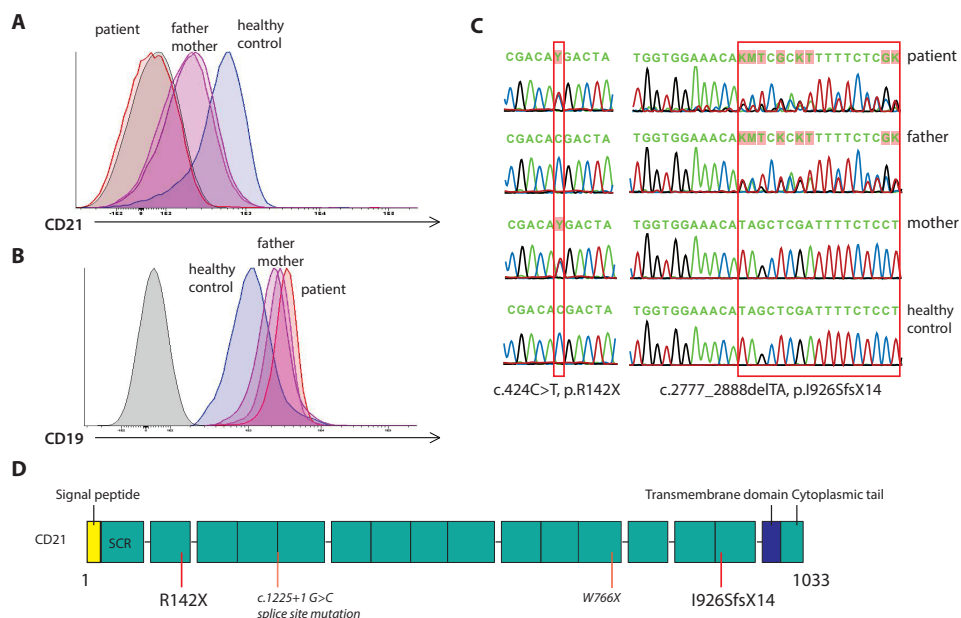 A
patient
father
mother
healthy
control
CD21
B
healthy
control
father
mother
patient
CD19
C
CGACAYGACTA
TGGTGGAAACAKMTCGCKTTTTTCTCGK
patient
CGACACGACTA
TGGTGGAAACAKMTCKCKTTTTTCTCGK
father
CGACAYGACTA
TGGTGGAAACATAGCTCGATTTTCTCCT
mother
CGACACGACTA
TGGTGGAAACATAGCTCGATTTTCTCCT
healthy
control
c.424C>T, p.R142X
c.2777_2888delTA, p.I926SfsX14
D
Signal peptide
Transmembrane domain Cytoplasmic tail
CD21
SCR
1
1033
R142X
c.1225+1 G>C
splice site mutation
W766X
I926SfsX14